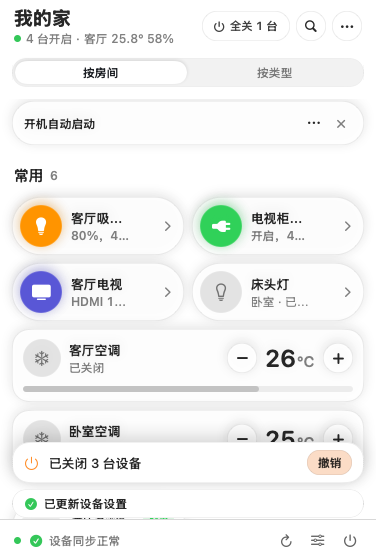 我的家
4 台开启 · 客厅 25.8° 58%
全关 1 台
按房间
按类型
开机自动启动
常用 6
客厅吸...
80%，4...
电视柜...
开启，4...
客厅电视
HDMI 1...
床头灯
卧室 · 已...
客厅空调
已关闭
26°C
卧室空调
25°C
已关闭 3 台设备
撤销
已更新设备设置
设备同步正常